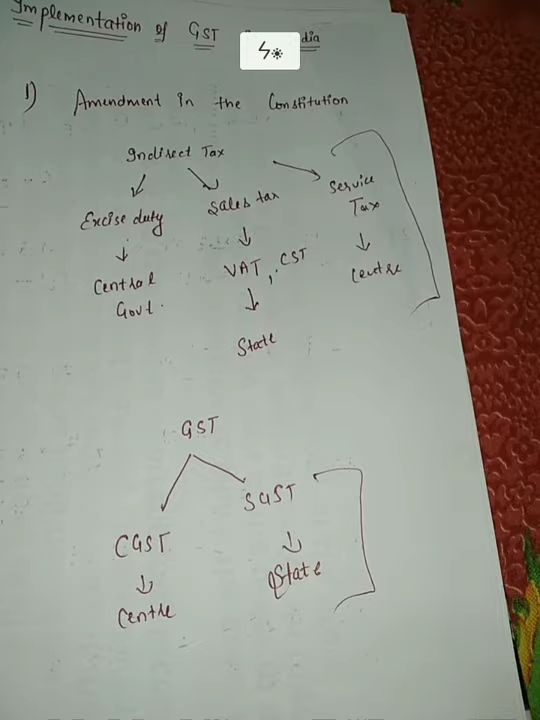 Implementation of GST dia
1) Amendment in the Constitution
Indirect Tax
Excise duty
Sales tax
Service
Tax
Central
Govt.
VAT, CST
Centre
State
GST
CGST
SGST
Centre
State